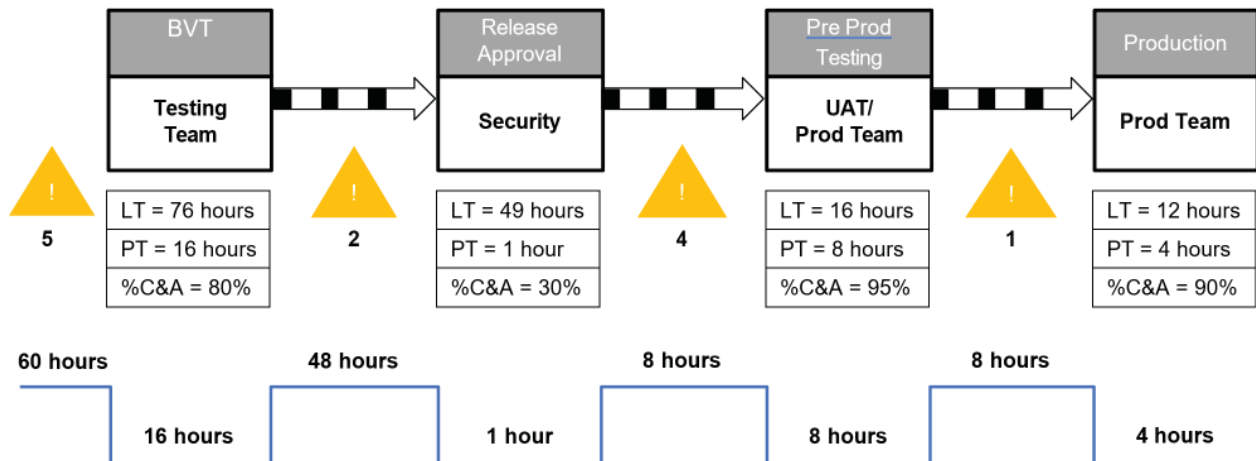 BVT
Release
Approval
Pre Prod
Testing
Production
Testing
Team
Security
UAT/
Prod Team
Prod Team
!
!
!
!
5
2
4
1
LT = 76 hours
PT = 16 hours
%C&A = 80%
LT = 49 hours
PT = 1 hour
%C&A = 30%
LT = 16 hours
PT = 8 hours
%C&A = 95%
LT = 12 hours
PT = 4 hours
%C&A = 90%
60 hours
48 hours
8 hours
8 hours
16 hours
1 hour
8 hours
4 hours